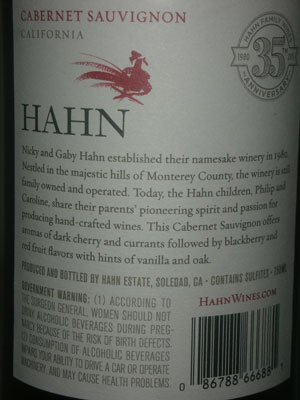 CABERNET SAUVIGNON
CALIFORNIA
HAHN FAMILY WINES
1980
35TH
ANNIVERSARY
HAHN
Nicky and Gaby Hahn established their namesake winery in 1980.
Nestled in the majestic hills of Monterey County, the winery is still
family owned and operated. Today, the Hahn children, Philip and
Caroline, share their parents' pioneering spirit and passion for
producing hand-crafted wines. This Cabernet Sauvignon offers
aromas of dark cherry and currants followed by blackberry and
red fruit flavors with hints of vanilla and oak.
PRODUCED AND BOTTLED BY HAHN ESTATE, SOLEDAD, CA · CONTAINS SULFITES · 750ML
GOVERNMENT WARNING: (1) ACCORDING TO
THE SURGEON GENERAL, WOMEN SHOULD NOT
DRINK ALCOHOLIC BEVERAGES DURING PREG-
NANCY BECAUSE OF THE RISK OF BIRTH DEFECTS.
(2) CONSUMPTION OF ALCOHOLIC BEVERAGES
IMPAIRS YOUR ABILITY TO DRIVE A CAR OR OPERATE
MACHINERY, AND MAY CAUSE HEALTH PROBLEMS.
HAHNWINES.COM
0 86788 66688 1